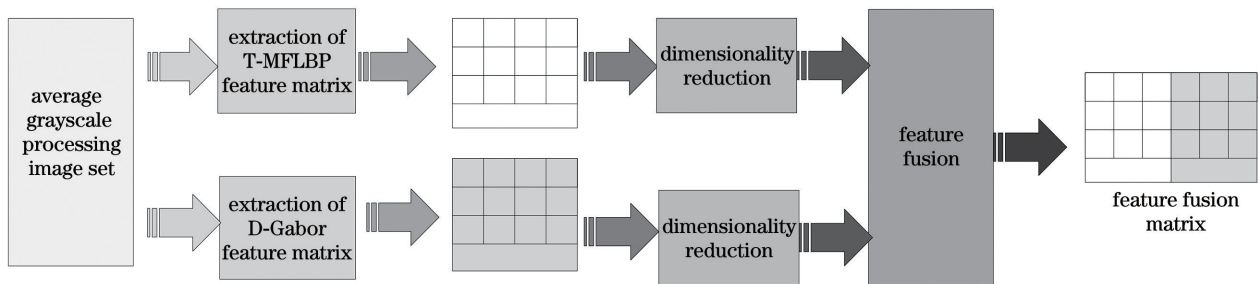 average
grayscale
processing
image set
extraction of
T-MFLBP
feature matrix
dimensionality
reduction
extraction of
D-Gabor
feature matrix
dimensionality
reduction
feature
fusion
feature fusion
matrix